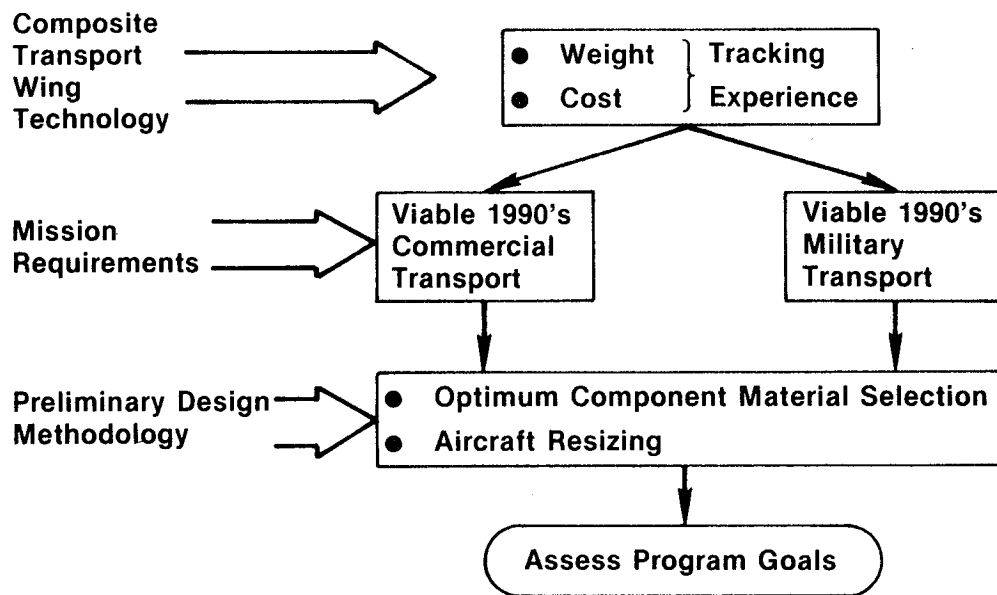 Composite
Transport
Wing
Technology
● Weight
● Cost
Tracking
Experience
Mission
Requirements
Viable 1990's
Commercial
Transport
Viable 1990's
Military
Transport
Preliminary Design
Methodology
● Optimum Component Material Selection
● Aircraft Resizing
Assess Program Goals